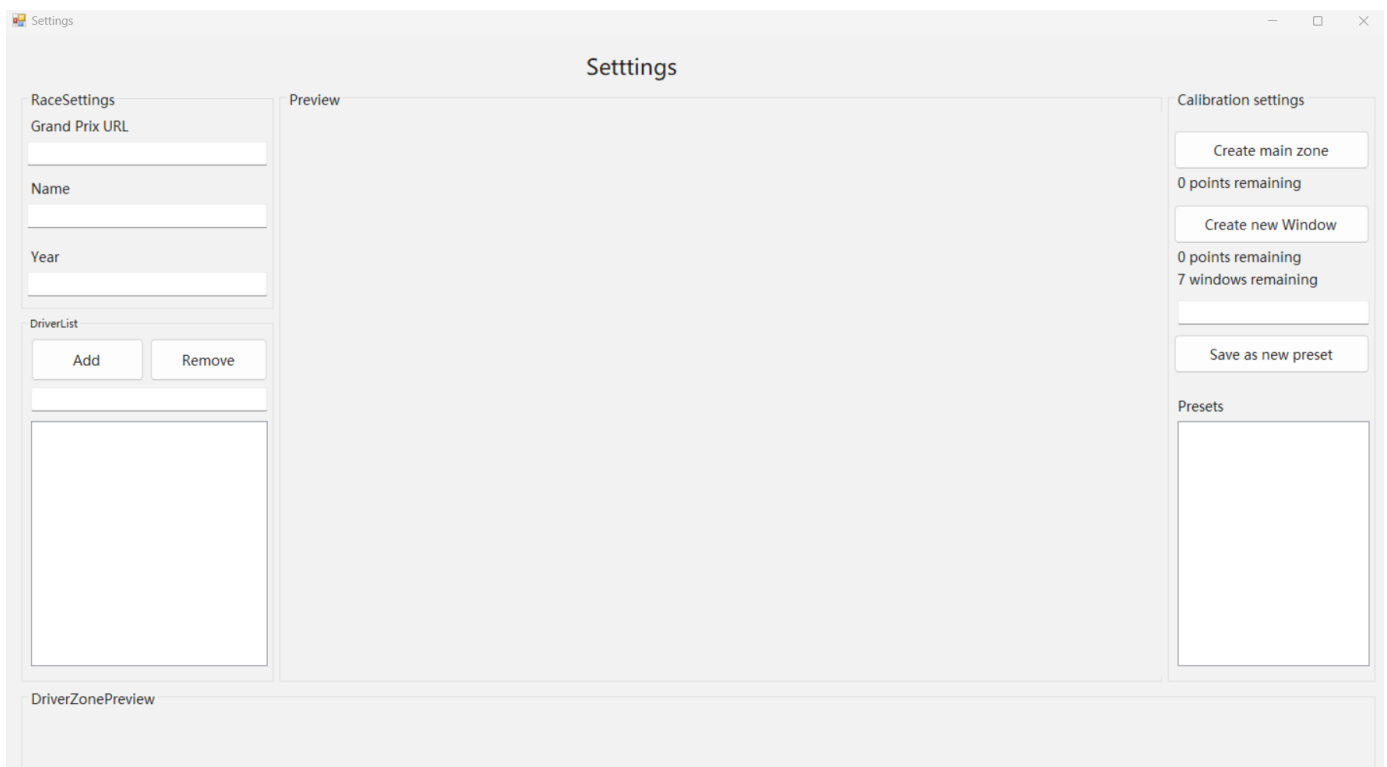 Settings
Setttings
RaceSettings
Grand Prix URL
Name
Year
DriverList
Add
Remove
Preview
Calibration settings
Create main zone
0 points remaining
Create new Window
0 points remaining
7 windows remaining
Save as new preset
Presets
DriverZonePreview